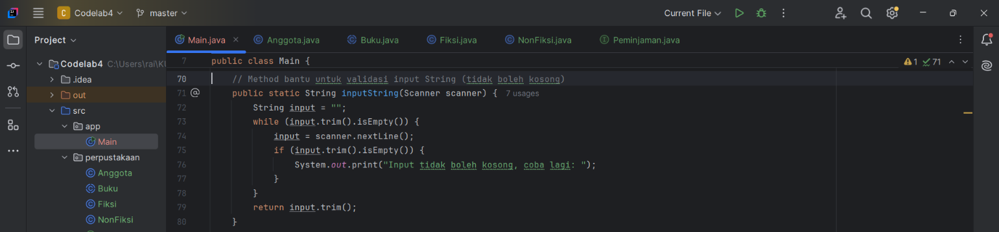 C Codelab4 master Current File
Project
Main.java Anggota.java Buku.java Fiksi.java NonFiksi.java Peminjaman.java
Codelab4 C:\Users\rai\KU
.idea
out
src
app
Main
perpustakaan
Anggota
Buku
Fiksi
NonFiksi
7 public class Main { 1 71
70 // Method bantu untuk validasi input String (tidak boleh kosong)
71 @ public static String inputString(Scanner scanner) { 7 usages
72 String input = "";
73 while (input.trim().isEmpty()) {
74 input = scanner.nextLine();
75 if (input.trim().isEmpty()) {
76 System.out.print("Input tidak boleh kosong, coba lagi: ");
77 }
78 }
79 return input.trim();
80 }